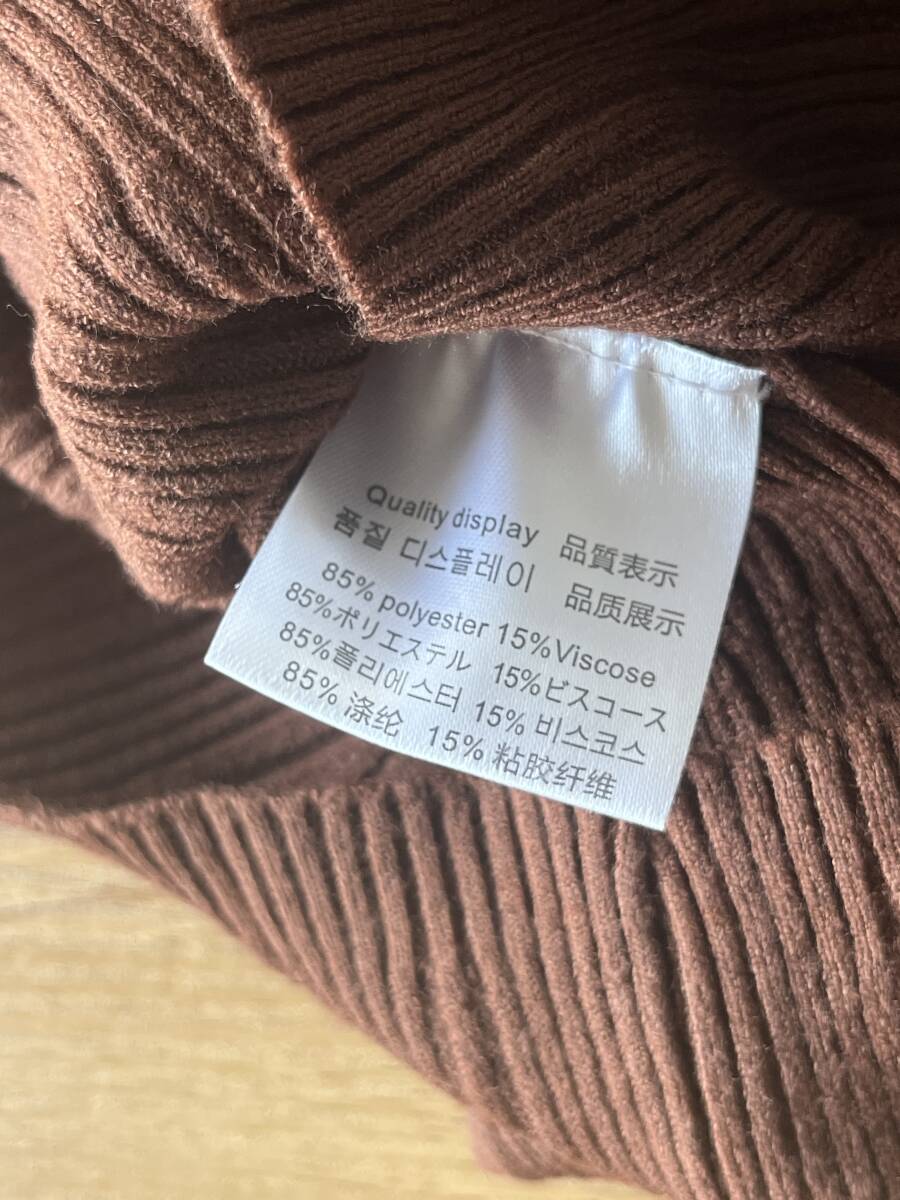 Quality display 品質表示
품질 디스플레이 品质展示
85% polyester 15%Viscose
85%ポリエステル 15%ビスコース
85%폴리에스터 15% 비스코스
85% 涤纶 15% 粘胶纤维